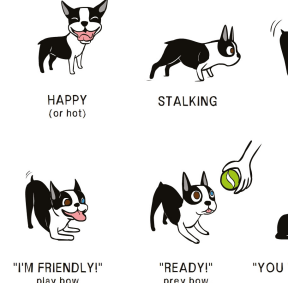 HAPPY
(or hot)
STALKING
"I'M FRIENDLY!"
play bow
"READY!"
prey bow
"YOU